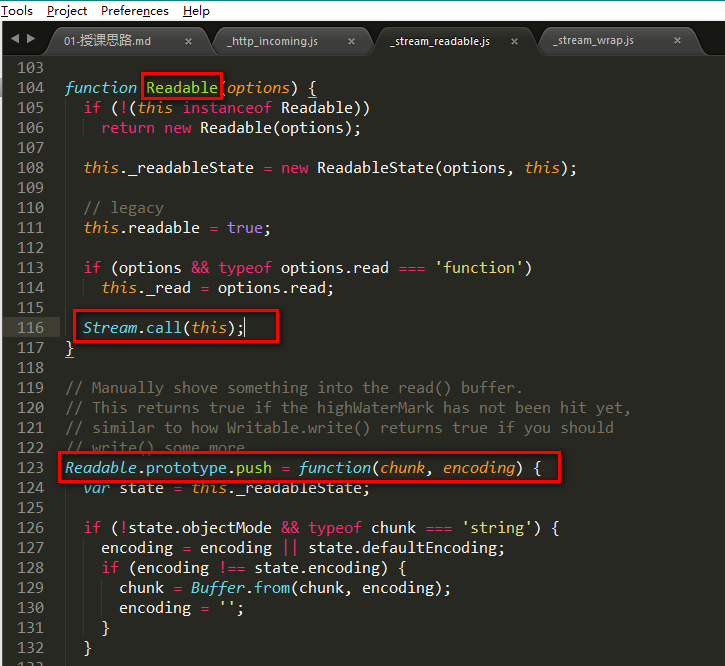 Tools Project Preferences Help
01-授课思路.md × _http_incoming.js × _stream_readable.js × _stream_wrap.js ×
103
104 function Readable(options) {
105 if (!(this instanceof Readable))
106 return new Readable(options);
107
108 this._readableState = new ReadableState(options, this);
109
110 // legacy
111 this.readable = true;
112
113 if (options && typeof options.read === 'function')
114 this._read = options.read;
115
116 Stream.call(this);
117 }
118
119 // Manually shove something into the read() buffer.
120 // This returns true if the highWaterMark has not been hit yet,
121 // similar to how Writable.write() returns true if you should
122 // write() some more
123 Readable.prototype.push = function(chunk, encoding) {
124 var state = this._readableState;
125
126 if (!state.objectMode && typeof chunk === 'string') {
127 encoding = encoding || state.defaultEncoding;
128 if (encoding !== state.encoding) {
129 chunk = Buffer.from(chunk, encoding);
130 encoding = '';
131 }
132 }